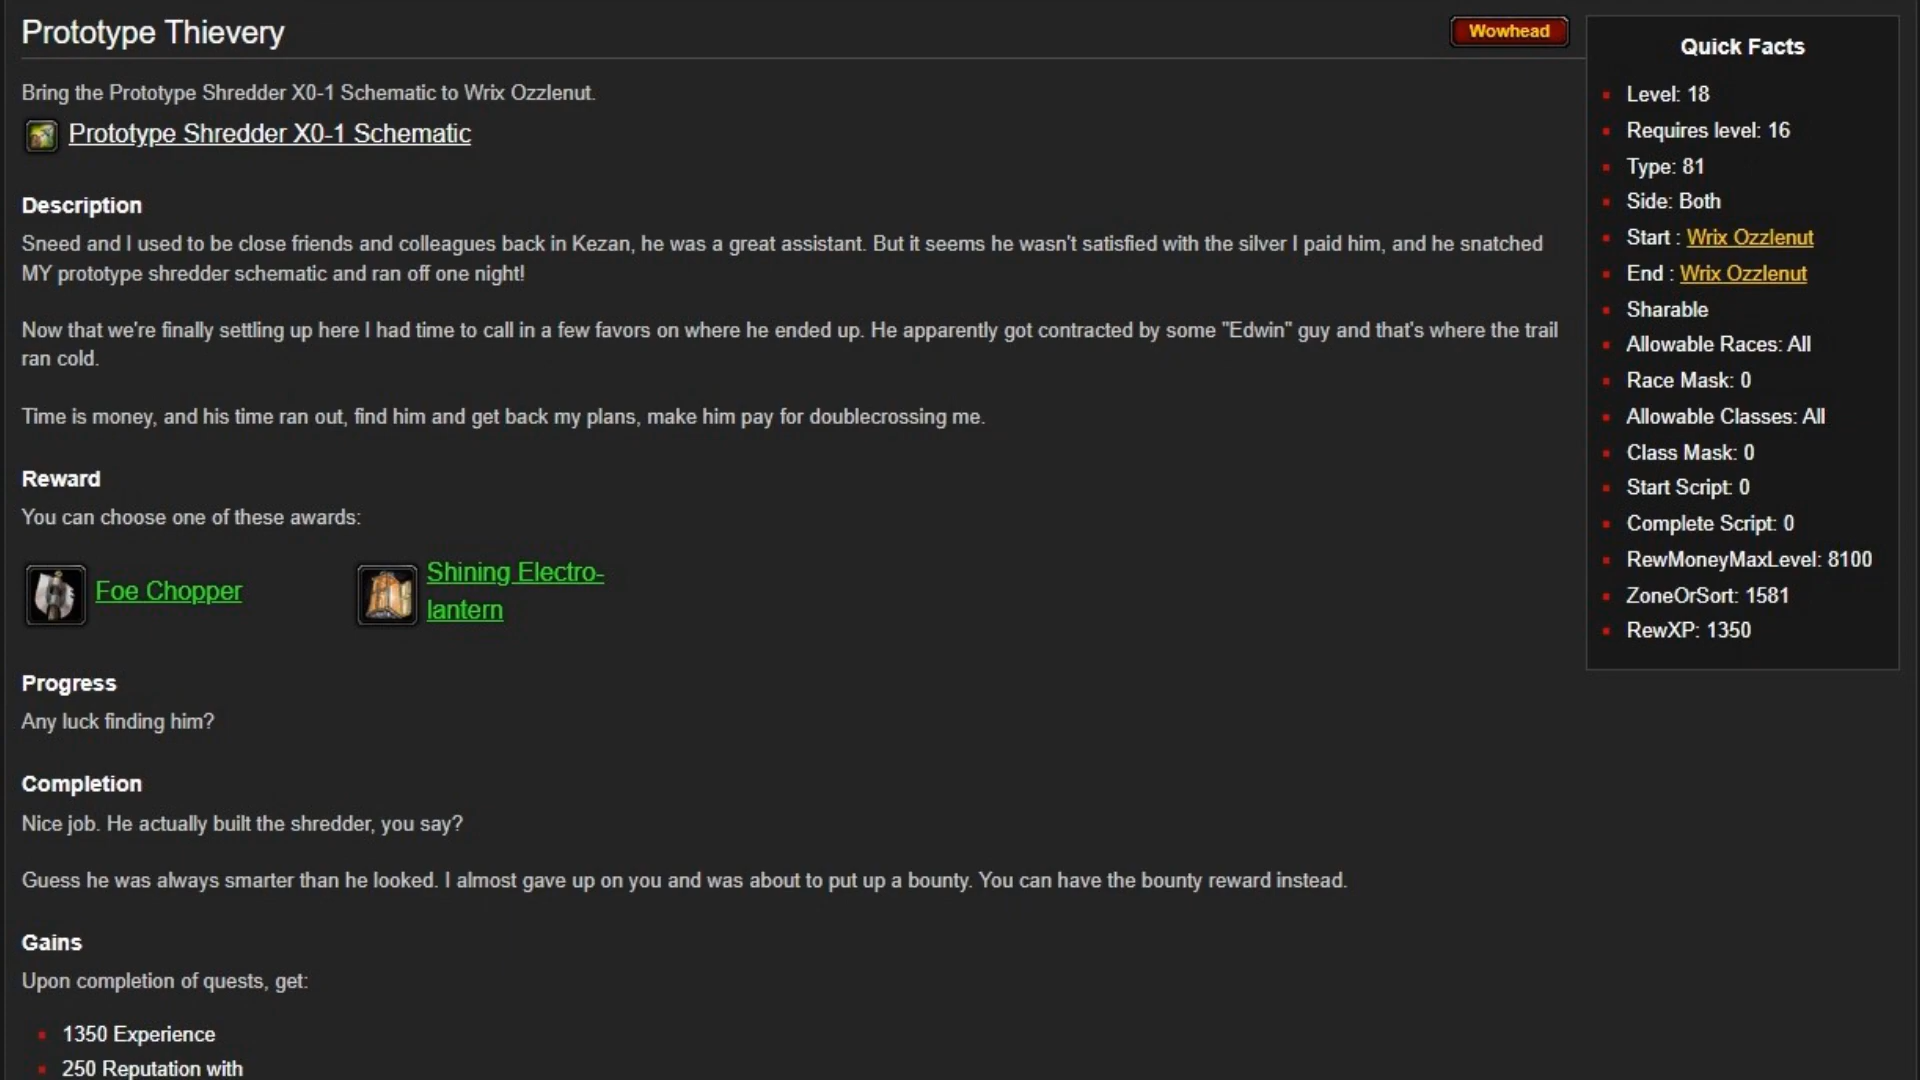 Prototype Thievery
Wowhead
Bring the Prototype Shredder X0-1 Schematic to Wrix Ozzlenut.
Prototype Shredder X0-1 Schematic
Description
Sneed and I used to be close friends and colleagues back in Kezan, he was a great assistant. But it seems he wasn't satisfied with the silver I paid him, and he snatched
MY prototype shredder schematic and ran off one night!
Now that we're finally settling up here I had time to call in a few favors on where he ended up. He apparently got contracted by some "Edwin" guy and that's where the trail
ran cold.
Time is money, and his time ran out, find him and get back my plans, make him pay for doublecrossing me.
Reward
You can choose one of these awards:
Foe Chopper
Shining Electro-
lantern
Progress
Any luck finding him?
Completion
Nice job. He actually built the shredder, you say?
Guess he was always smarter than he looked. I almost gave up on you and was about to put up a bounty. You can have the bounty reward instead.
Gains
Upon completion of quests, get:
1350 Experience
250 Reputation with
Quick Facts
Level: 18
Requires level: 16
Type: 81
Side: Both
Start : Wrix Ozzlenut
End : Wrix Ozzlenut
Sharable
Allowable Races: All
Race Mask: 0
Allowable Classes: All
Class Mask: 0
Start Script: 0
Complete Script: 0
RewMoneyMaxLevel: 8100
ZoneOrSort: 1581
RewXP: 1350